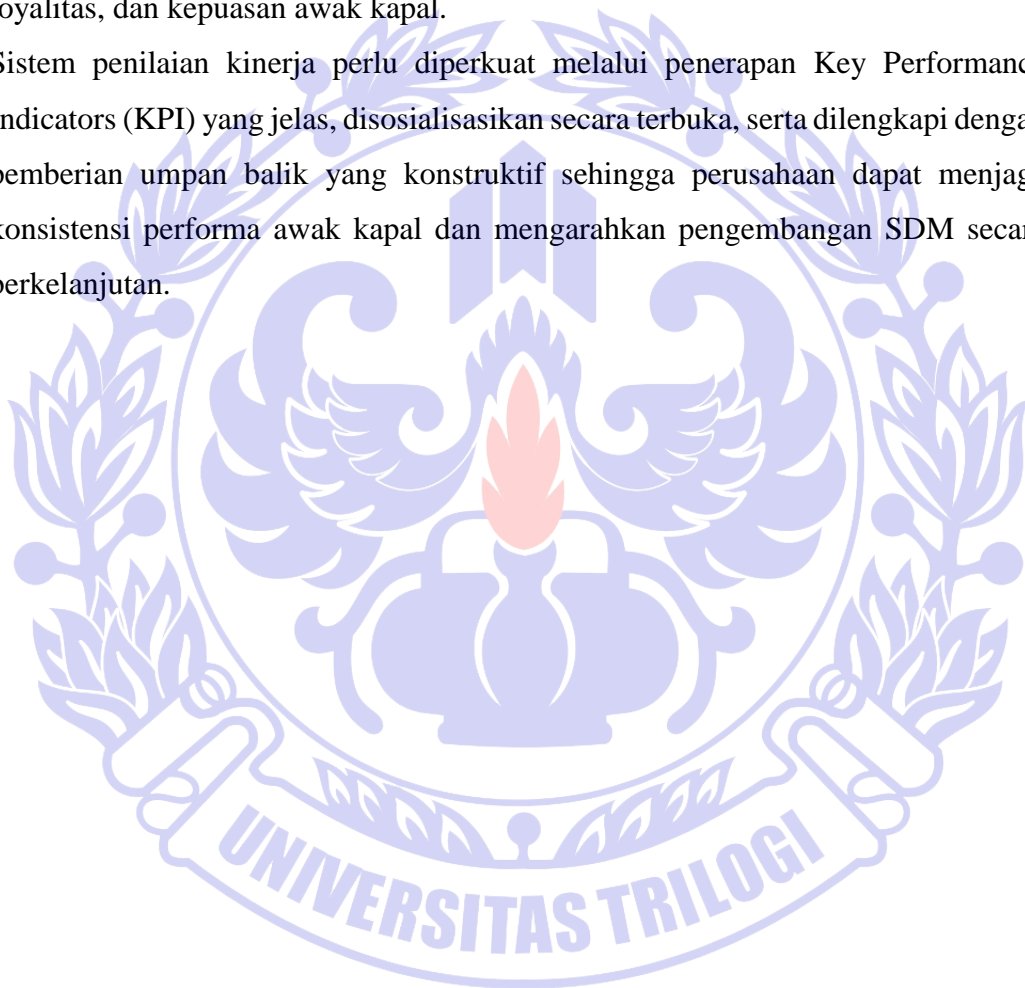 oyalitas, dan kepuasan awak kapal.
Sistem penilaian kinerja perlu diperkuat melalui penerapan Key Performanc
ndicators (KPI) yang jelas, disosialisasikan secara terbuka, serta dilengkapi denga
pemberian umpan balik yang konstruktif sehingga perusahaan dapat menjag
konsistensi performa awak kapal dan mengarahkan pengembangan SDM secar
berkelanjutan.
UNIVERSITAS TRILOGI